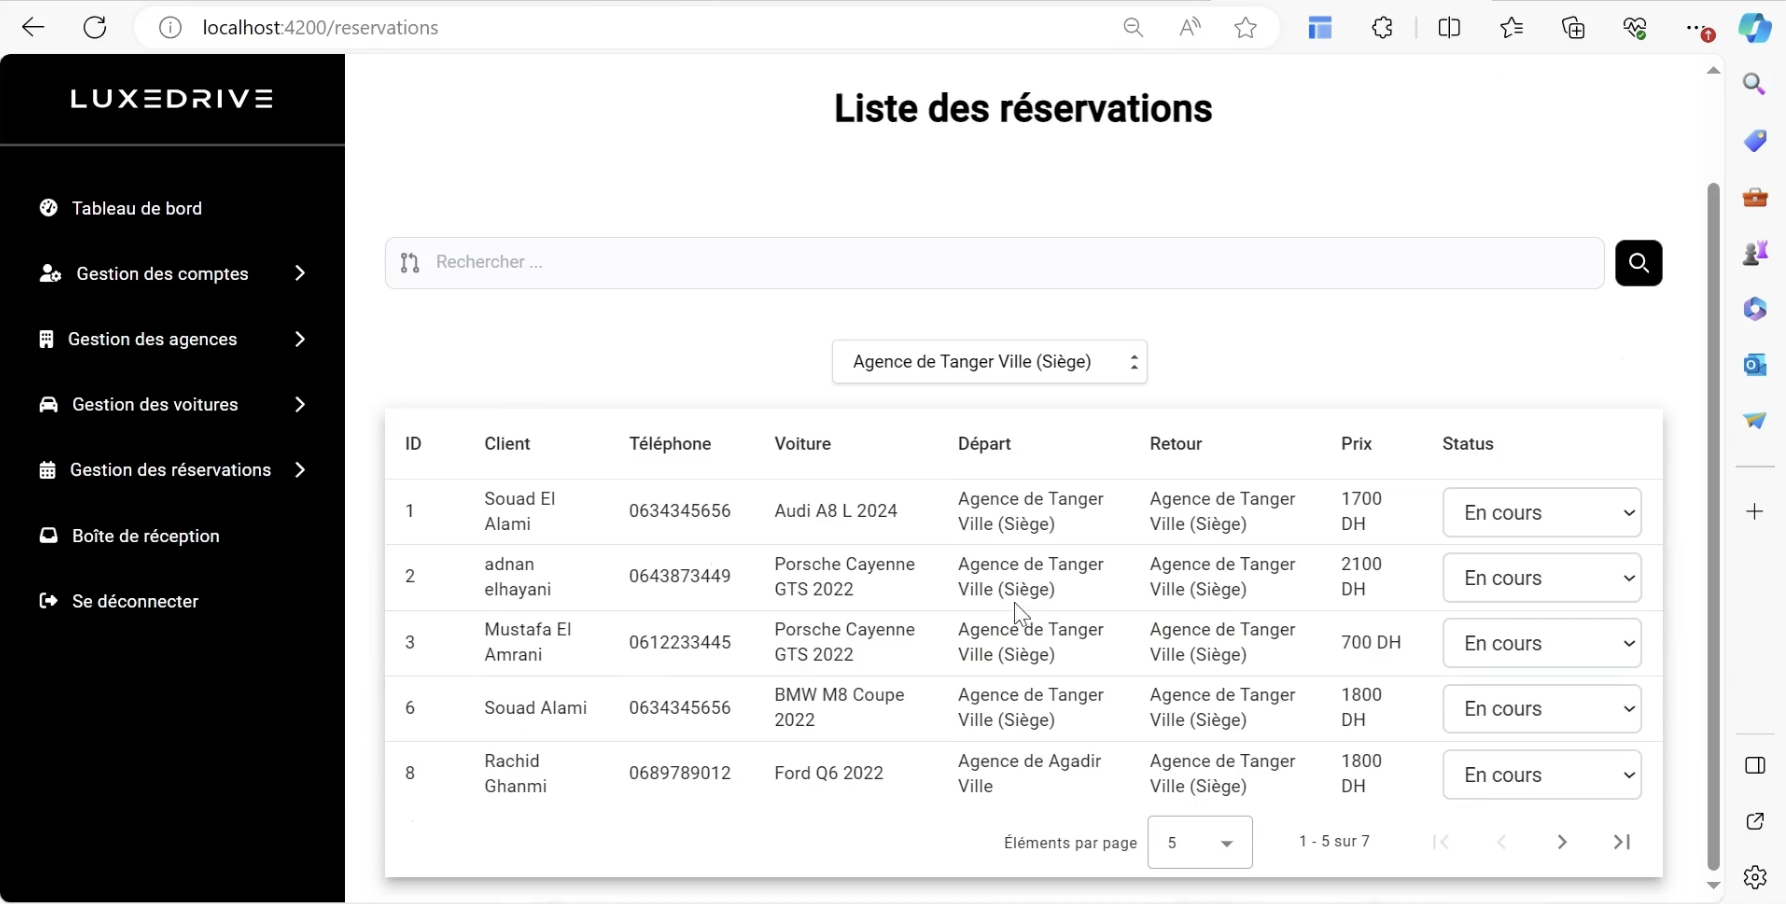 localhost:4200/reservations
LUXEDRIVE
Tableau de bord
Gestion des comptes
Gestion des agences
Gestion des voitures
Gestion des réservations
Boîte de réception
Se déconnecter
Liste des réservations
Rechercher ...
Agence de Tanger Ville (Siège)
ID Client Téléphone Voiture Départ Retour Prix Status
1 Souad El Alami 0634345656 Audi A8 L 2024 Agence de Tanger Ville (Siège) Agence de Tanger Ville (Siège) 1700 DH En cours
2 adnan elhayani 0643873449 Porsche Cayenne GTS 2022 Agence de Tanger Ville (Siège) Agence de Tanger Ville (Siège) 2100 DH En cours
3 Mustafa El Amrani 0612233445 Porsche Cayenne GTS 2022 Agence de Tanger Ville (Siège) Agence de Tanger Ville (Siège) 700 DH En cours
6 Souad Alami 0634345656 BMW M8 Coupe 2022 Agence de Tanger Ville (Siège) Agence de Tanger Ville (Siège) 1800 DH En cours
8 Rachid Ghanmi 0689789012 Ford Q6 2022 Agence de Agadir Ville Agence de Tanger Ville (Siège) 1800 DH En cours
Éléments par page 5 1 - 5 sur 7